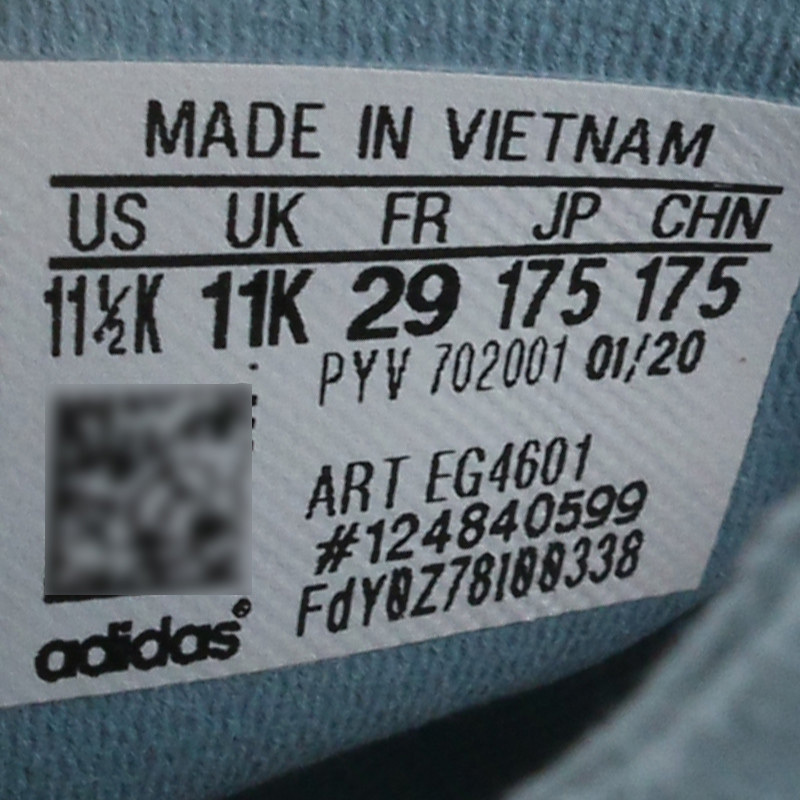 MADE IN VIETNAM
US UK FR JP CHN
11½K 11K 29 175 175
PYV 702001 01/20
ART EG4601
#124840599
FdY0Z78I00338
adidas®